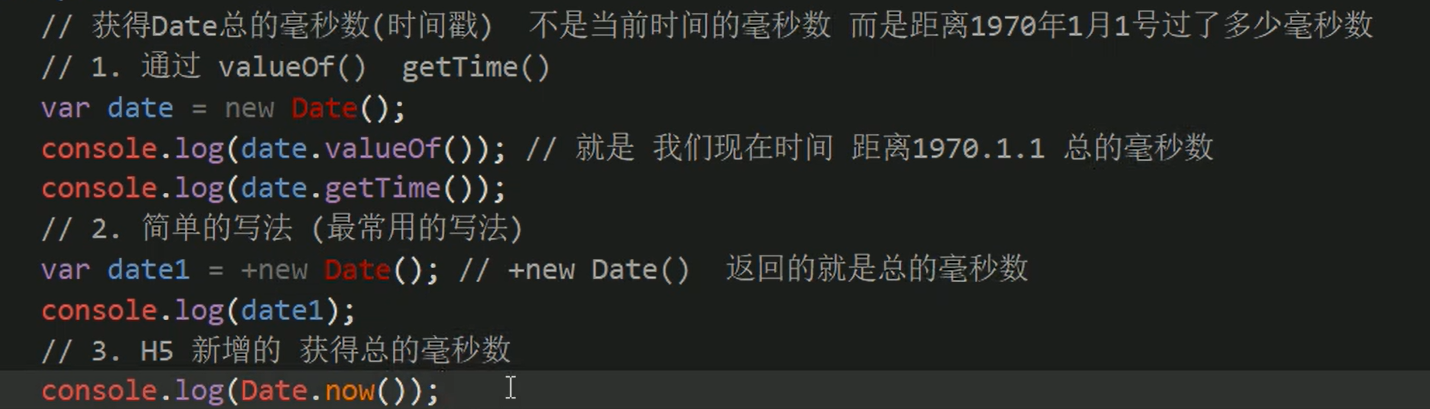 // 获得Date总的毫秒数(时间戳)  不是当前时间的毫秒数 而是距离1970年1月1号过了多少毫秒数
// 1. 通过 valueOf()  getTime()
var date = new Date();
console.log(date.valueOf()); // 就是 我们现在时间 距离1970.1.1 总的毫秒数
console.log(date.getTime());
// 2. 简单的写法 (最常用的写法)
var date1 = +new Date(); // +new Date()  返回的就是总的毫秒数
console.log(date1);
// 3. H5 新增的 获得总的毫秒数
console.log(Date.now());